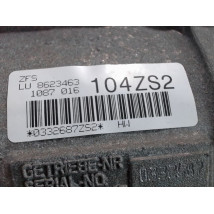 ZFS
LU 8623463
1087 016
104ZS2
*0332687ZS2*
HW
GETRIEBE-NR
SERIAL-NO.